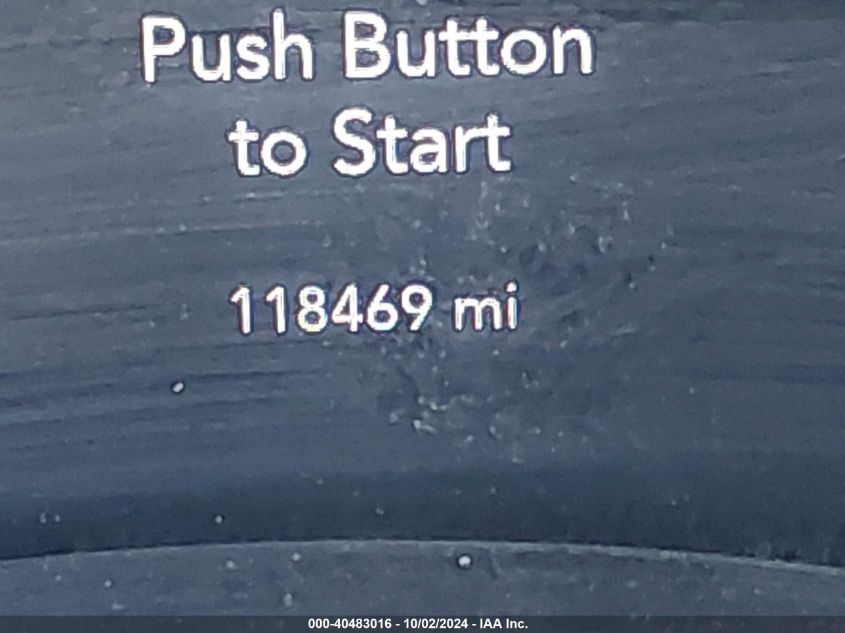 Push Button
to Start
118469 mi
000-40483016 - 10/02/2024 - IAA Inc.